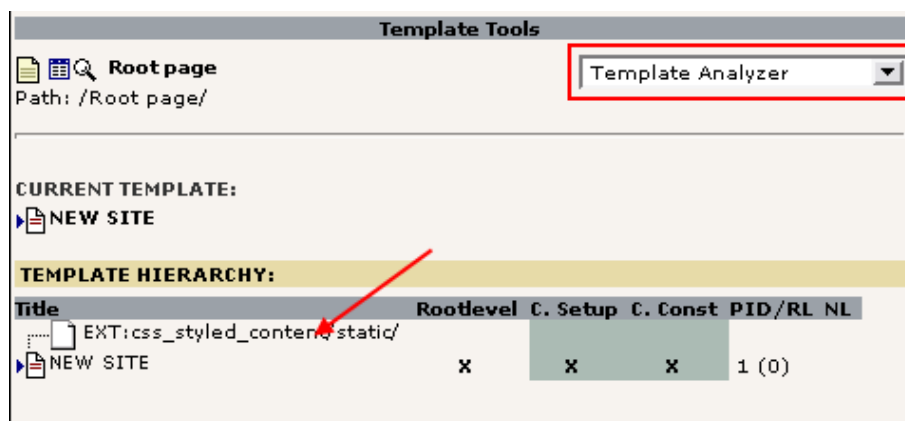 Template Tools
Root page
Template Analyzer
Path: /Root page/
CURRENT TEMPLATE:
NEW SITE
TEMPLATE HIERARCHY:
Title Rootlevel C. Setup C. Const PID/RL NL
EXT:css_styled_content/static/
NEW SITE x x x 1 (0)